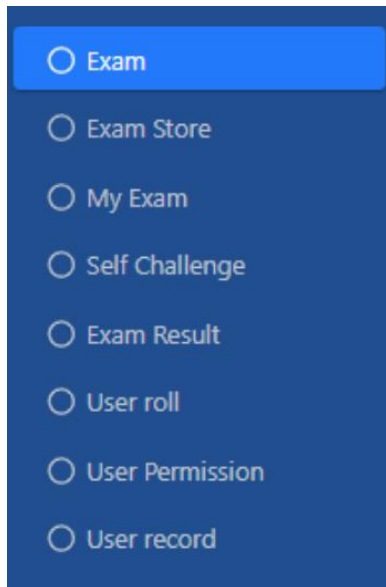 Exam
Exam Store
My Exam
Self Challenge
Exam Result
User roll
User Permission
User record